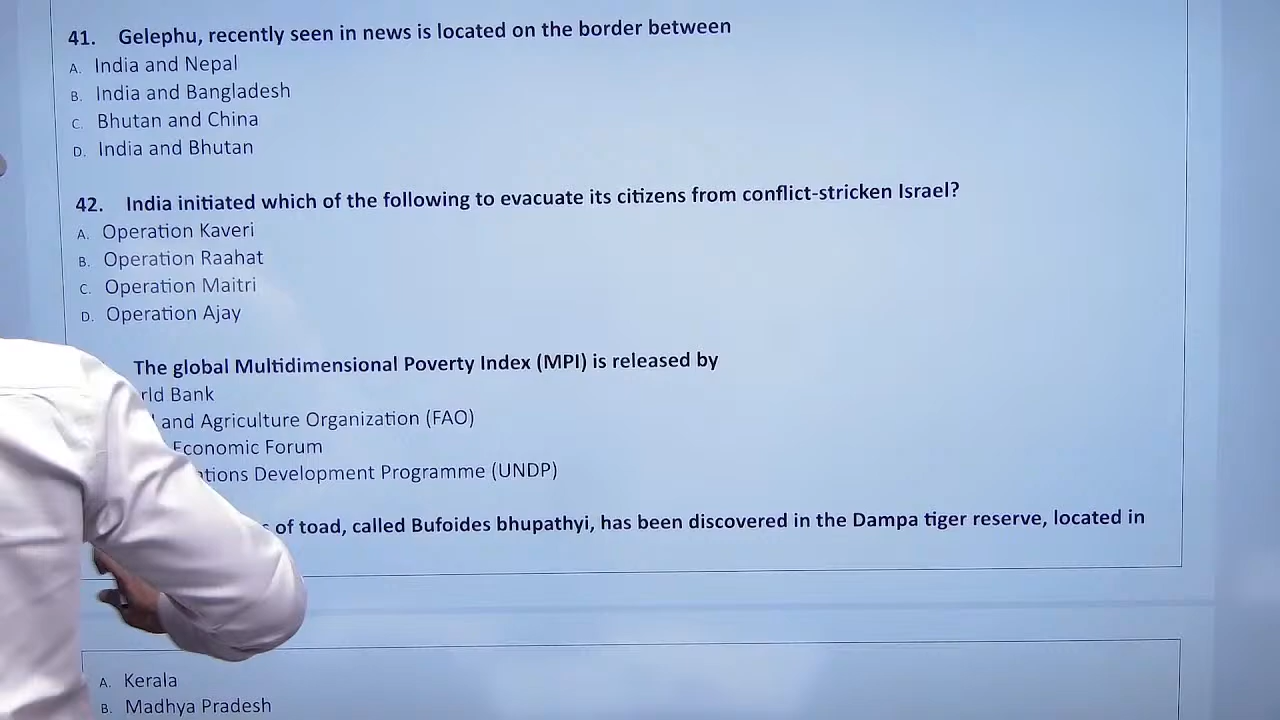 41. Gelephu, recently seen in news is located on the border between
A. India and Nepal
B. India and Bangladesh
C. Bhutan and China
D. India and Bhutan
42. India initiated which of the following to evacuate its citizens from conflict-stricken Israel?
A. Operation Kaveri
B. Operation Raahat
C. Operation Maitri
D. Operation Ajay
The global Multidimensional Poverty Index (MPI) is released by
Bank
and Agriculture Organization (FAO)
Economic Forum
Development Programme (UNDP)
of toad, called Bufoides bhupathyi, has been discovered in the Dampa tiger reserve, located in
A. Kerala
B. Madhya Pradesh